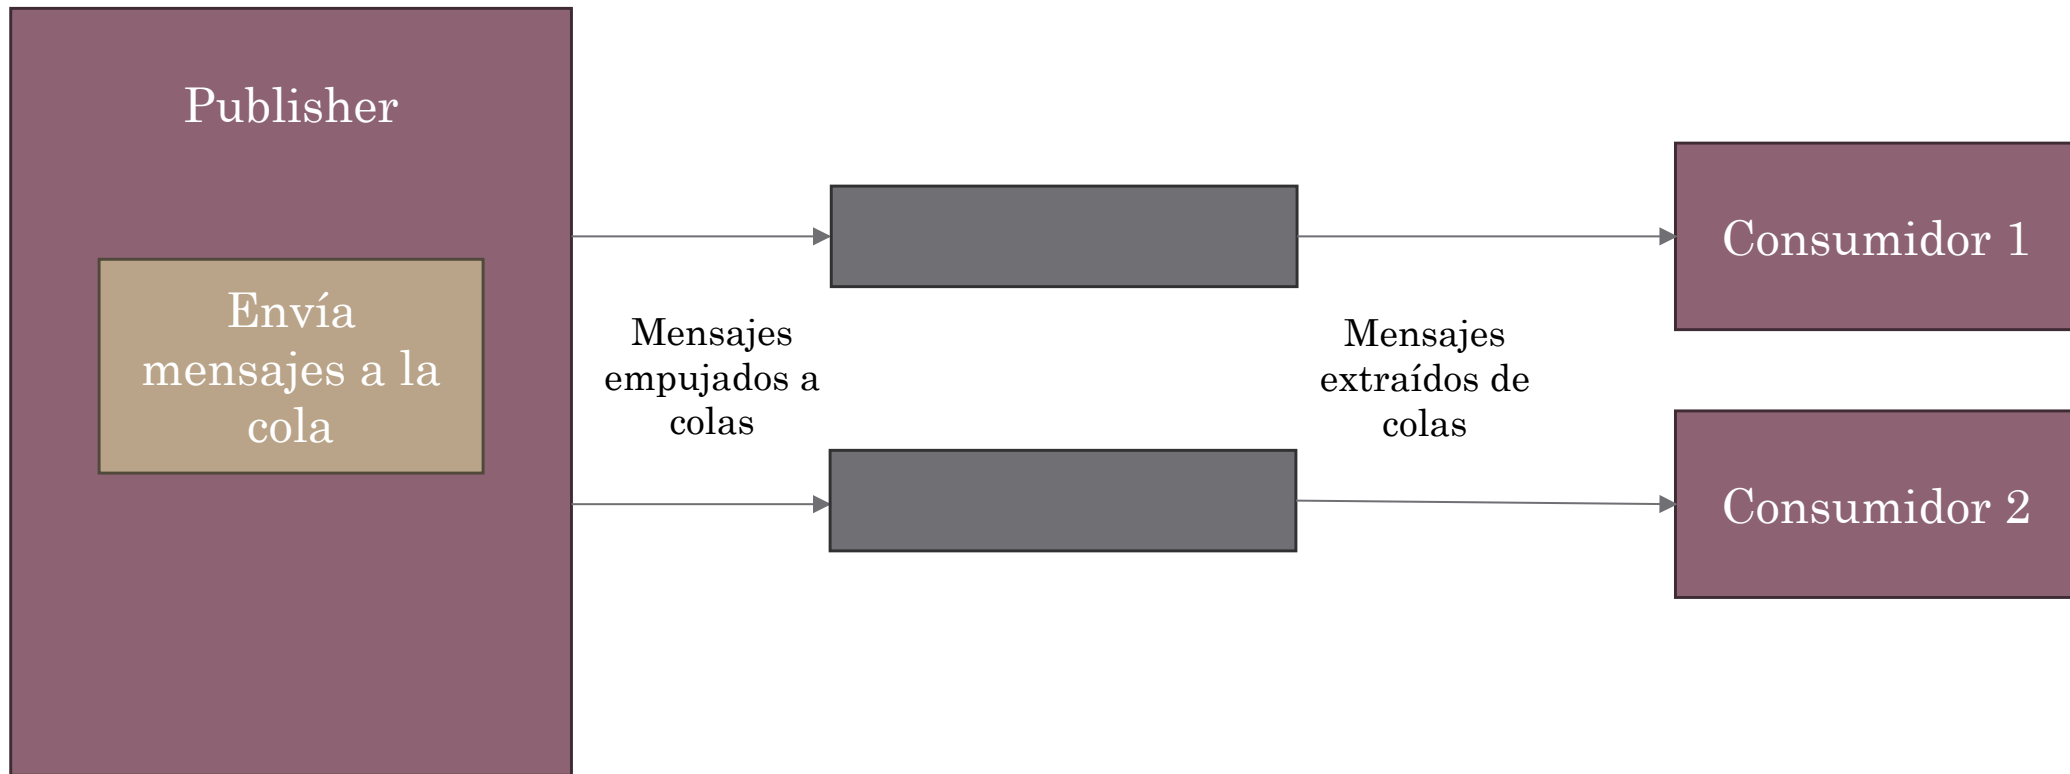 Publisher
Envía
mensajes a la
cola
Mensajes
empujados a
colas
Mensajes
extraídos de
colas
Consumidor 1
Consumidor 2